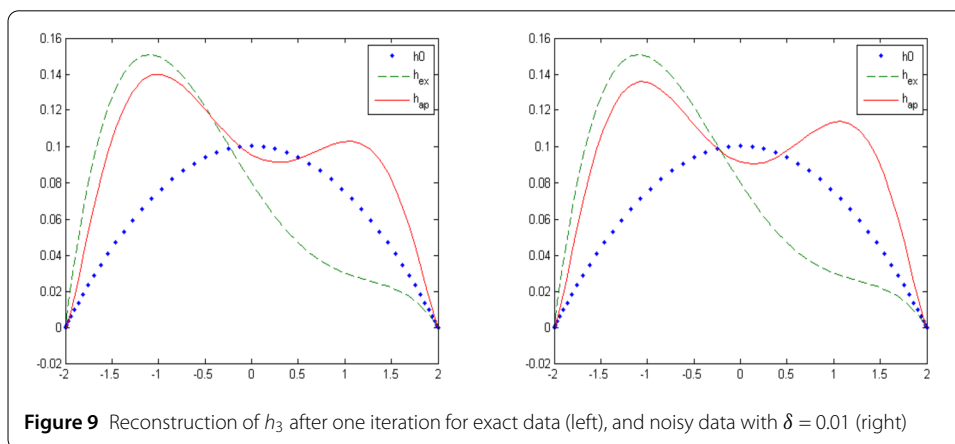 0.16
0.14
0.12
0.1
0.08
0.06
0.04
0.02
0
0.02
-2 -1.5 -1 -0.5 0 0.5 1 1.5 2
h0
h_ex
h_ap
0.16
0.14
0.12
0.1
0.08
0.06
0.04
0.02
0
0.02
-2 -1.5 -1 -0.5 0 0.5 1 1.5 2
h0
h_ex
h_ap
Figure 9 Reconstruction of h₃ after one iteration for exact data (left), and noisy data with δ = 0.01 (right)